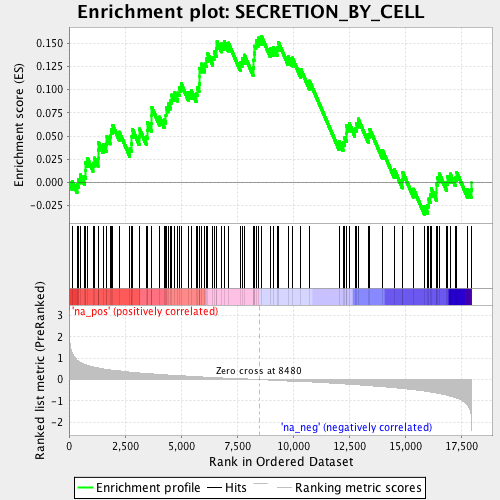 Enrichment plot: SECRETION_BY_CELL
Enrichment score (ES)
0.150
0.125
0.100
0.075
0.050
0.025
0.000
-0.025
'na_pos' (positively correlated)
Ranked list metric (PreRanked)
3
2
1
0
-1
-2
Zero cross at 8480
'na_neg' (negatively correlated)
0
2,500
5,000
7,500
10,000
12,500
15,000
17,500
Rank in Ordered Dataset
Enrichment profile
Hits
Ranking metric scores